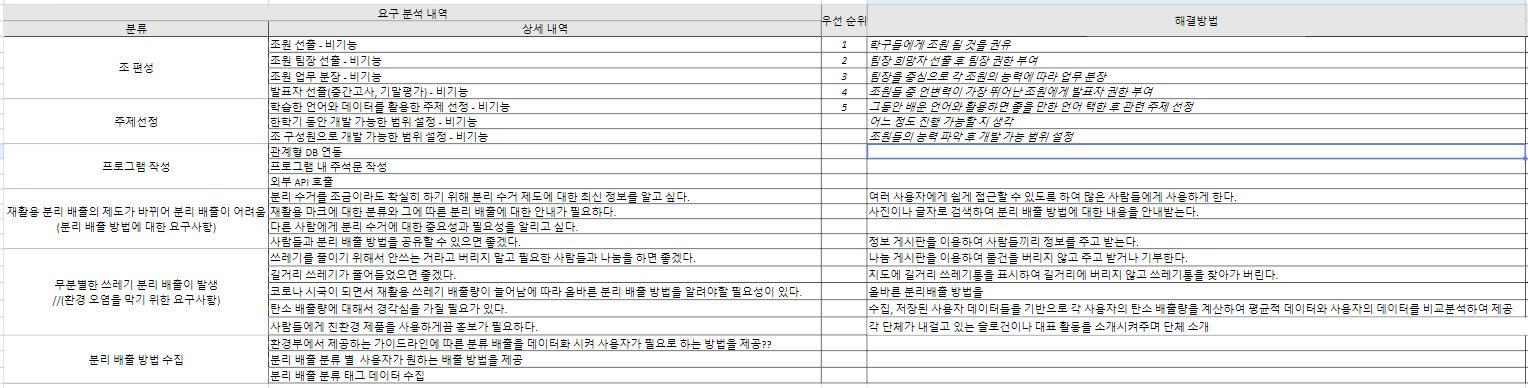 요구 분석 내역
우선 순위
해결방법
분류
상세 내역
조 편성
조원 선출 - 비기능
1
학구들에게 조원 될 것을 권유
조원 팀장 선출 - 비기능
2
팀장 희망자 선출 후 팀장 권한 부여
조원 업무 분장 - 비기능
3
팀장을 중심으로 각 조원의 능력에 따라 업무 분장
발표자 선출(중간고사, 기말평가) - 비기능
4
조원들 중 언변력이 가장 뛰어난 조원에게 발표자 권한 부여
주제선정
학습한 언어와 데이터를 활용한 주제 선정 - 비기능
5
그동안 배운 언어와 활용하면 좋을 만한 언어 택한 후 관련 주제 선정
한학기 동안 개발 가능한 범위 설정 - 비기능
어느 정도 진행 가능할 지 생각
조 구성원으로 개발 가능한 범위 설정 - 비기능
조원들의 능력 파악 후 개발 가능 범위 설정
프로그램 작성
관계형 DB 연동
프로그램 내 주석문 작성
외부 API 호출
재활용 분리 배출의 제도가 바뀌어 분리 배출이 어려움
(분리 배출 방법에 대한 요구사항)
분리 수거를 조금이라도 확실히 하기 위해 분리 수거 제도에 대한 최신 정보를 알고 싶다.
여러 사용자에게 쉽게 접근할 수 있도록 하여 많은 사람들에게 사용하게 한다.
재활용 마크에 대한 분류와 그에 따른 분리 배출에 대한 안내가 필요하다.
사진이나 글자로 검색하여 분리 배출 방법에 대한 내용을 안내받는다.
다른 사람에게 분리 수거에 대한 중요성과 필요성을 알리고 싶다.
사람들과 분리 배출 방법을 공유할 수 있으면 좋겠다.
정보 게시판을 이용하여 사람들끼리 정보를 주고 받는다.
무분별한 쓰레기 분리 배출이 발생
//(환경 오염을 막기 위한 요구사항)
쓰레기를 줄이기 위해서 안쓰는 거라고 버리지 말고 필요한 사람들과 나눔을 하면 좋겠다.
나눔 게시판을 이용하여 물건을 버리지 않고 주고 받거나 기부한다.
길거리 쓰레기가 줄어들었으면 좋겠다.
지도에 길거리 쓰레기통을 표시하여 길거리에 버리지 않고 쓰레기통을 찾아가 버린다.
코로나 시국이 되면서 재활용 쓰레기 배출량이 늘어남에 따라 올바른 분리 배출 방법을 알려야할 필요성이 있다.
올바른 분리배출 방법을
탄소 배출량에 대해서 경각심을 가질 필요가 있다.
수집, 저장된 사용자 데이터들을 기반으로 각 사용자의 탄소 배출량을 계산하여 평균적 데이터와 사용자의 데이터를 비교분석하여 제공
사람들에게 친환경 제품을 사용하게끔 홍보가 필요하다.
각 단체가 내걸고 있는 슬로건이나 대표 활동을 소개시켜주며 단체 소개
분리 배출 방법 수집
환경부에서 제공하는 가이드라인에 따른 분류 배출을 데이터화 시켜 사용자가 필요로 하는 방법을 제공??
분리 배출 분류 별 사용자가 원하는 배출 방법을 제공
분리 배출 분류 태그 데이터 수집